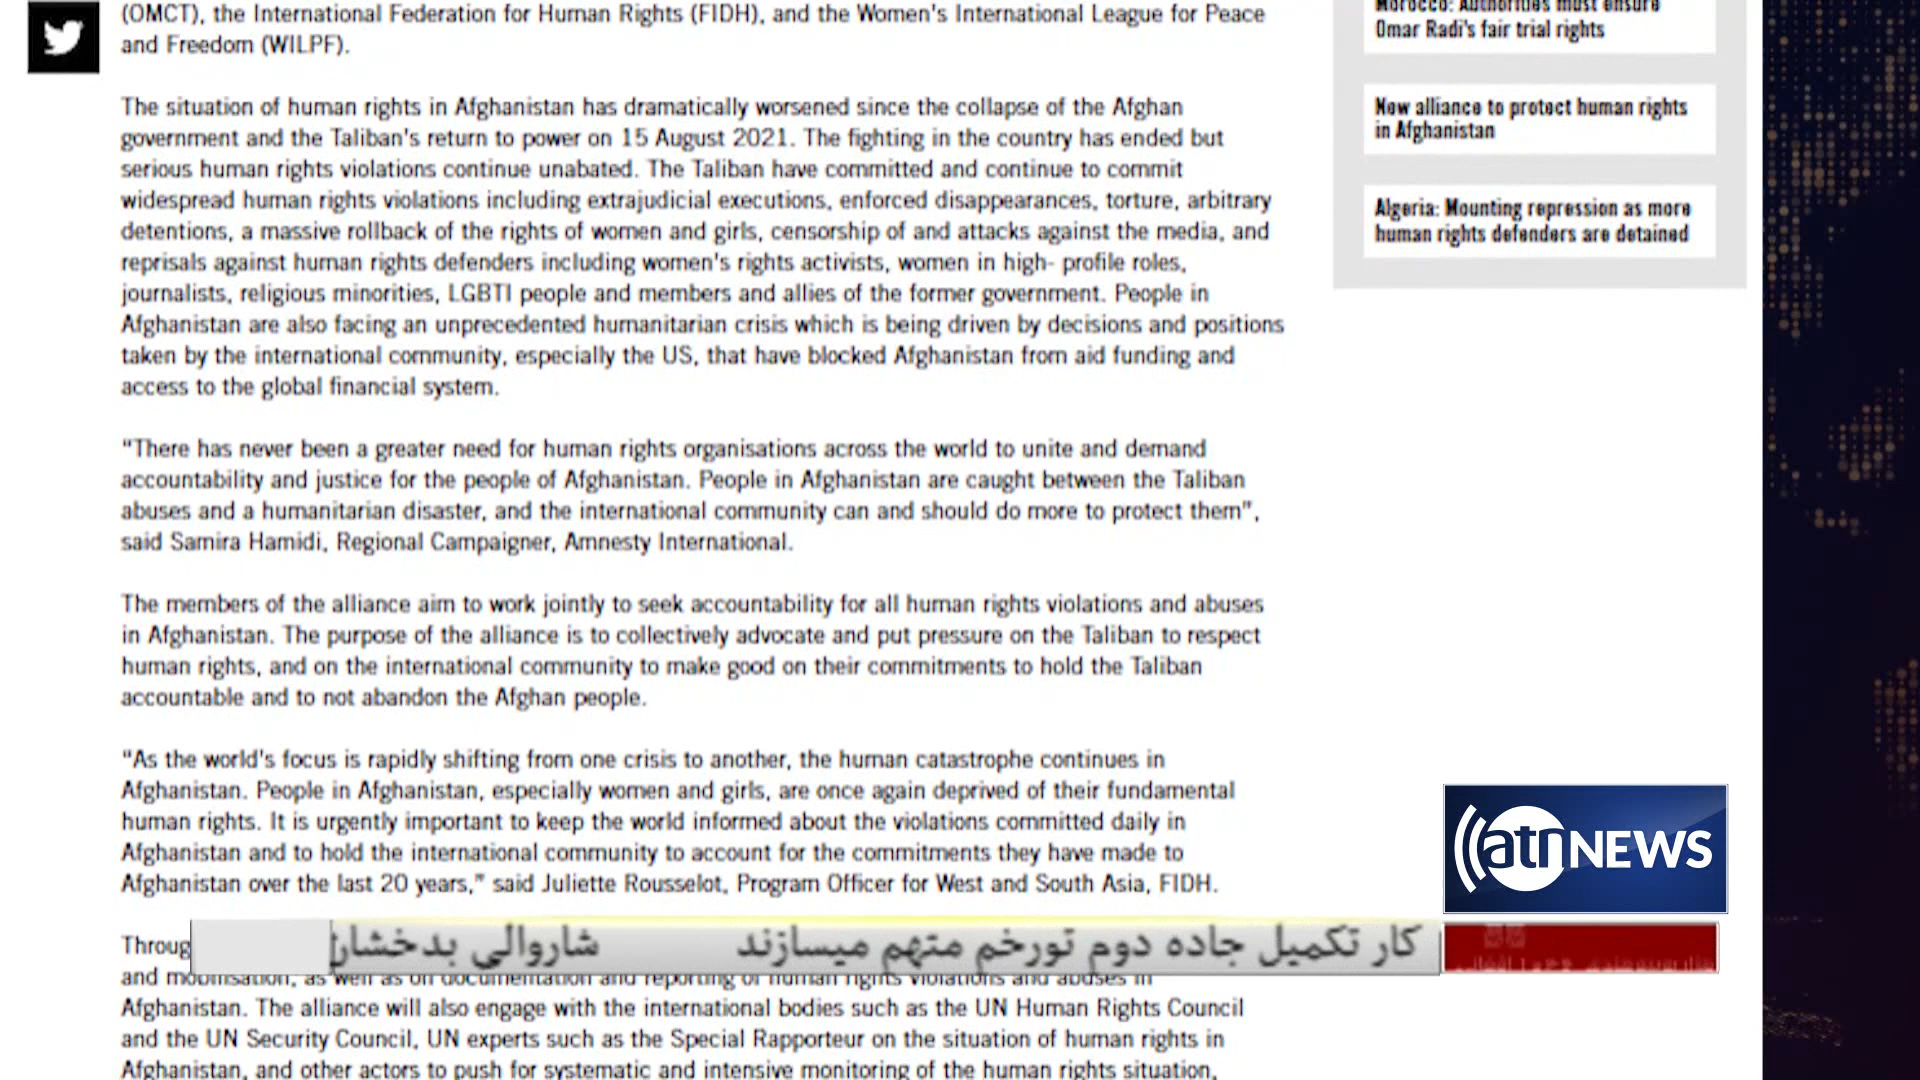 (OMCT), the International Federation for Human Rights (FIDH), and the Women's International League for Peace
and Freedom (WILPF).
The situation of human rights in Afghanistan has dramatically worsened since the collapse of the Afghan
government and the Taliban's return to power on 15 August 2021. The fighting in the country has ended but
serious human rights violations continue unabated. The Taliban have committed and continue to commit
widespread human rights violations including extrajudicial executions, enforced disappearances, torture, arbitrary
detentions, a massive rollback of the rights of women and girls, censorship of and attacks against the media, and
reprisals against human rights defenders including women's rights activists, women in high- profile roles,
journalists, religious minorities, LGBTI people and members and allies of the former government. People in
Afghanistan are also facing an unprecedented humanitarian crisis which is being driven by decisions and positions
taken by the international community, especially the US, that have blocked Afghanistan from aid funding and
access to the global financial system.
"There has never been a greater need for human rights organisations across the world to unite and demand
accountability and justice for the people of Afghanistan. People in Afghanistan are caught between the Taliban
abuses and a humanitarian disaster, and the international community can and should do more to protect them",
said Samira Hamidi, Regional Campaigner, Amnesty International.
The members of the alliance aim to work jointly to seek accountability for all human rights violations and abuses
in Afghanistan. The purpose of the alliance is to collectively advocate and put pressure on the Taliban to respect
human rights, and on the international community to make good on their commitments to hold the Taliban
accountable and to not abandon the Afghan people.
"As the world's focus is rapidly shifting from one crisis to another, the human catastrophe continues in
Afghanistan. People in Afghanistan, especially women and girls, are once again deprived of their fundamental
human rights. It is urgently important to keep the world informed about the violations committed daily in
Afghanistan and to hold the international community to account for the commitments they have made to
Afghanistan over the last 20 years," said Juliette Rousselot, Program Officer for West and South Asia, FIDH.
Throug
and mobilisation, as well as on documentation and reporting of human rights violations and abuses in
Afghanistan. The alliance will also engage with the international bodies such as the UN Human Rights Council
and the UN Security Council, UN experts such as the Special Rapporteur on the situation of human rights in
Afghanistan, and other actors to push for systematic and intensive monitoring of the human rights situation,
Morocco: Authorities must ensure
Omar Radi's fair trial rights
New alliance to protect human rights
in Afghanistan
Algeria: Mounting repression as more
human rights defenders are detained
atn NEWS
کار تکمیل جاده دوم تورخم متهم میسازند شاروالی بدخشان